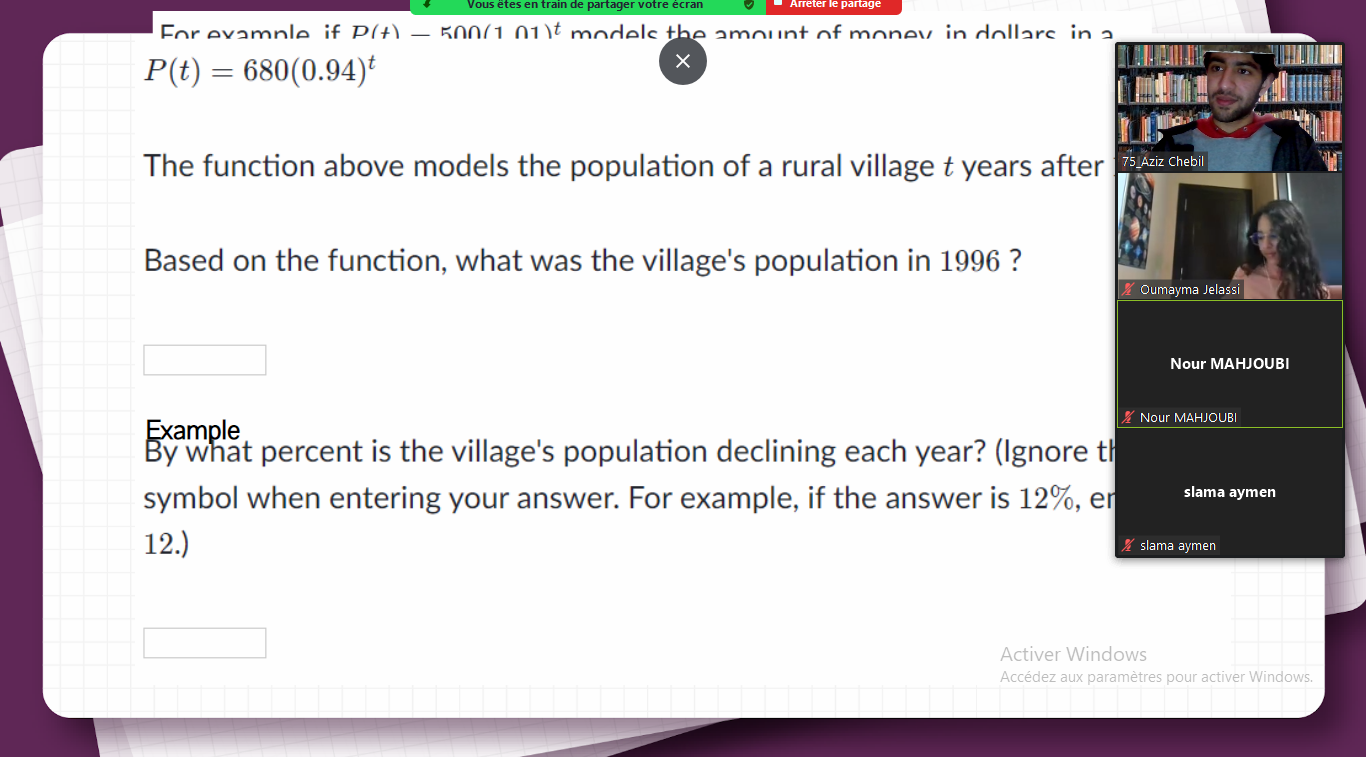 Vous êtes en train de partager votre écran
Arrêter le partage
For example, if P(t) = 500(1.01)^t models the amount of money, in dollars, in a
P(t) = 680(0.94)^t
The function above models the population of a rural village t years after
Based on the function, what was the village's population in 1996 ?
Example
By what percent is the village's population declining each year? (Ignore
symbol when entering your answer. For example, if the answer is 12%,
12.)
75_Aziz Chebil
Oumayma Jelassi
Nour MAHJOUBI
Nour MAHJOUBI
slama aymen
slama aymen
Activer Windows
Accédez aux paramètres pour activer Windows.